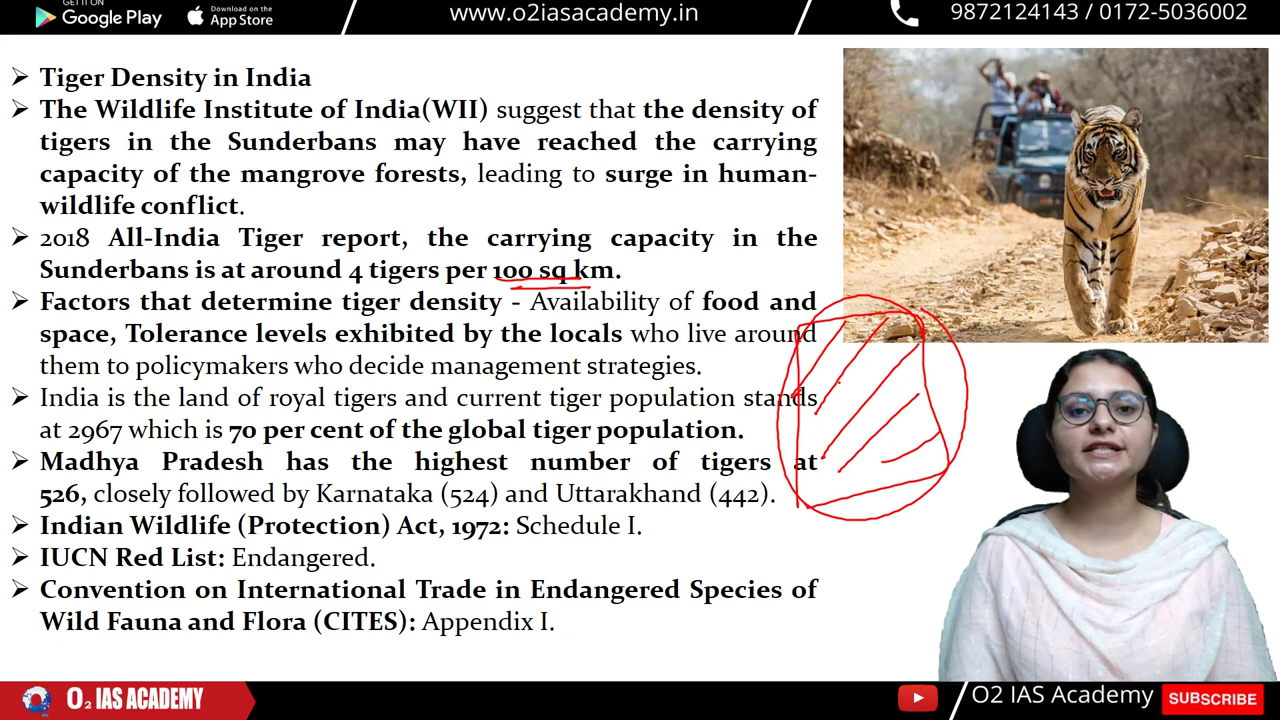 GET IT ON
Google Play
Download on the
App Store
www.o2iasacademy.in
9872124143 / 0172-5036002
➢ Tiger Density in India
➢ The Wildlife Institute of India(WII) suggest that the density of
tigers in the Sunderbans may have reached the carrying
capacity of the mangrove forests, leading to surge in human-
wildlife conflict.
➢ 2018 All-India Tiger report, the carrying capacity in the
Sunderbans is at around 4 tigers per 100 sq km.
➢ Factors that determine tiger density - Availability of food and
space, Tolerance levels exhibited by the locals who live around
them to policymakers who decide management strategies.
➢ India is the land of royal tigers and current tiger population stands
at 2967 which is 70 per cent of the global tiger population.
➢ Madhya Pradesh has the highest number of tigers at
526, closely followed by Karnataka (524) and Uttarakhand (442).
➢ Indian Wildlife (Protection) Act, 1972: Schedule I.
➢ IUCN Red List: Endangered.
➢ Convention on International Trade in Endangered Species of
Wild Fauna and Flora (CITES): Appendix I.
O2 IAS ACADEMY
O2 IAS Academy
SUBSCRIBE